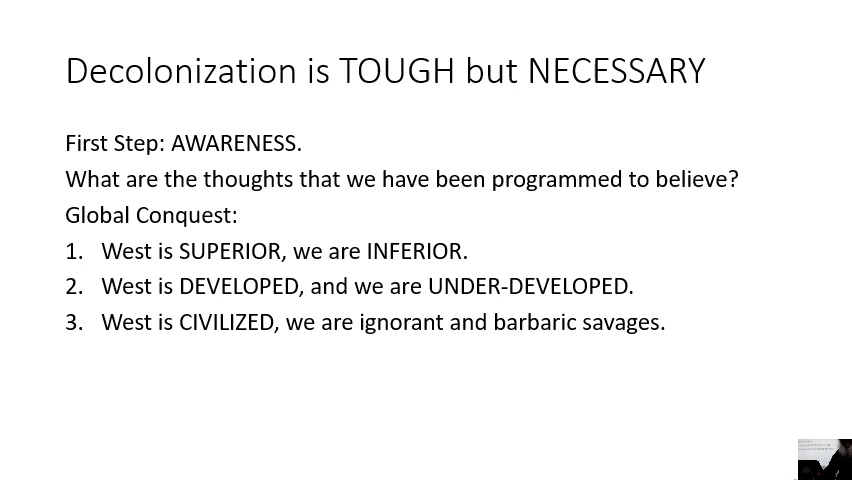 Decolonization is TOUGH but NECESSARY
First Step: AWARENESS.
What are the thoughts that we have been programmed to believe?
Global Conquest:
1. West is SUPERIOR, we are INFERIOR.
2. West is DEVELOPED, and we are UNDER-DEVELOPED.
3. West is CIVILIZED, we are ignorant and barbaric savages.